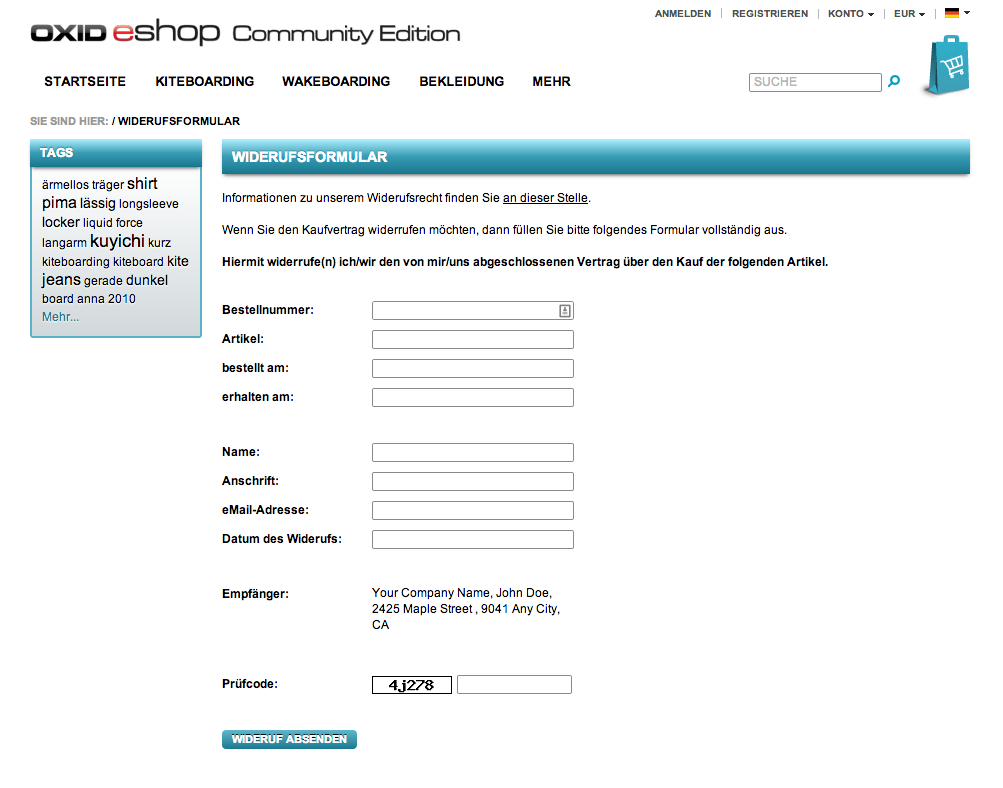 ANMELDEN | REGISTRIEREN | KONTO | EUR |
OXID eshop Community Edition
STARTSEITE KITEBOARDING WAKEBOARDING BEKLEIDUNG MEHR
SUCHE
SIE SIND HIER: / WIDERUFSFORMULAR
TAGS
ärmellos träger shirt
pima lässig longsleeve
locker liquid force
langarm kuyichi kurz
kiteboarding kiteboard kite
jeans gerade dunkel
board anna 2010
Mehr...
WIDERUFSFORMULAR
Informationen zu unserem Widerufsrecht finden Sie an dieser Stelle.
Wenn Sie den Kaufvertrag widerrufen möchten, dann füllen Sie bitte folgendes Formular vollständig aus.
Hiermit widerrufe(n) ich/wir den von mir/uns abgeschlossenen Vertrag über den Kauf der folgenden Artikel.
Bestellnummer:
Artikel:
bestellt am:
erhalten am:
Name:
Anschrift:
eMail-Adresse:
Datum des Widerufs:
Empfänger:
Your Company Name, John Doe,
2425 Maple Street , 9041 Any City,
CA
Prüfcode: 4j278
WIDERUF ABSENDEN